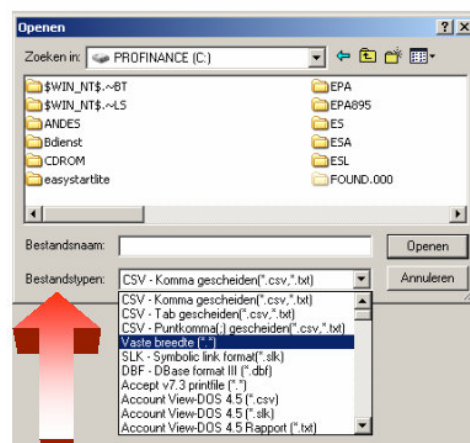 Openen
Zoeken in: PROFINANCE (C:)
$WIN_NT$.~BT EPA
$WIN_NT$.~LS EPA895
ANDES ES
Bdienst ESA
CDROM ESL
easystartlite FOUND.000
Bestandsnaam: Openen
Bestandstypen: CSV - Komma gescheiden(*.csv,*.txt) Annuleren
CSV - Komma gescheiden(*.csv,*.txt)
CSV - Tab gescheiden(*.csv,*.txt)
CSV - Puntkomma(;) gescheiden(*.csv,*.txt)
Vaste breedte (*.*)
SLK - Symbolic link format(*.slk)
DBF - DBase format III (*.dbf)
Accept v7.3 printfile (*.*)
Account View-DOS 4.5 (*.csv)
Account View-DOS 4.5 (*.slk)
Account View-DOS 4.5 Rapport (*.txt)